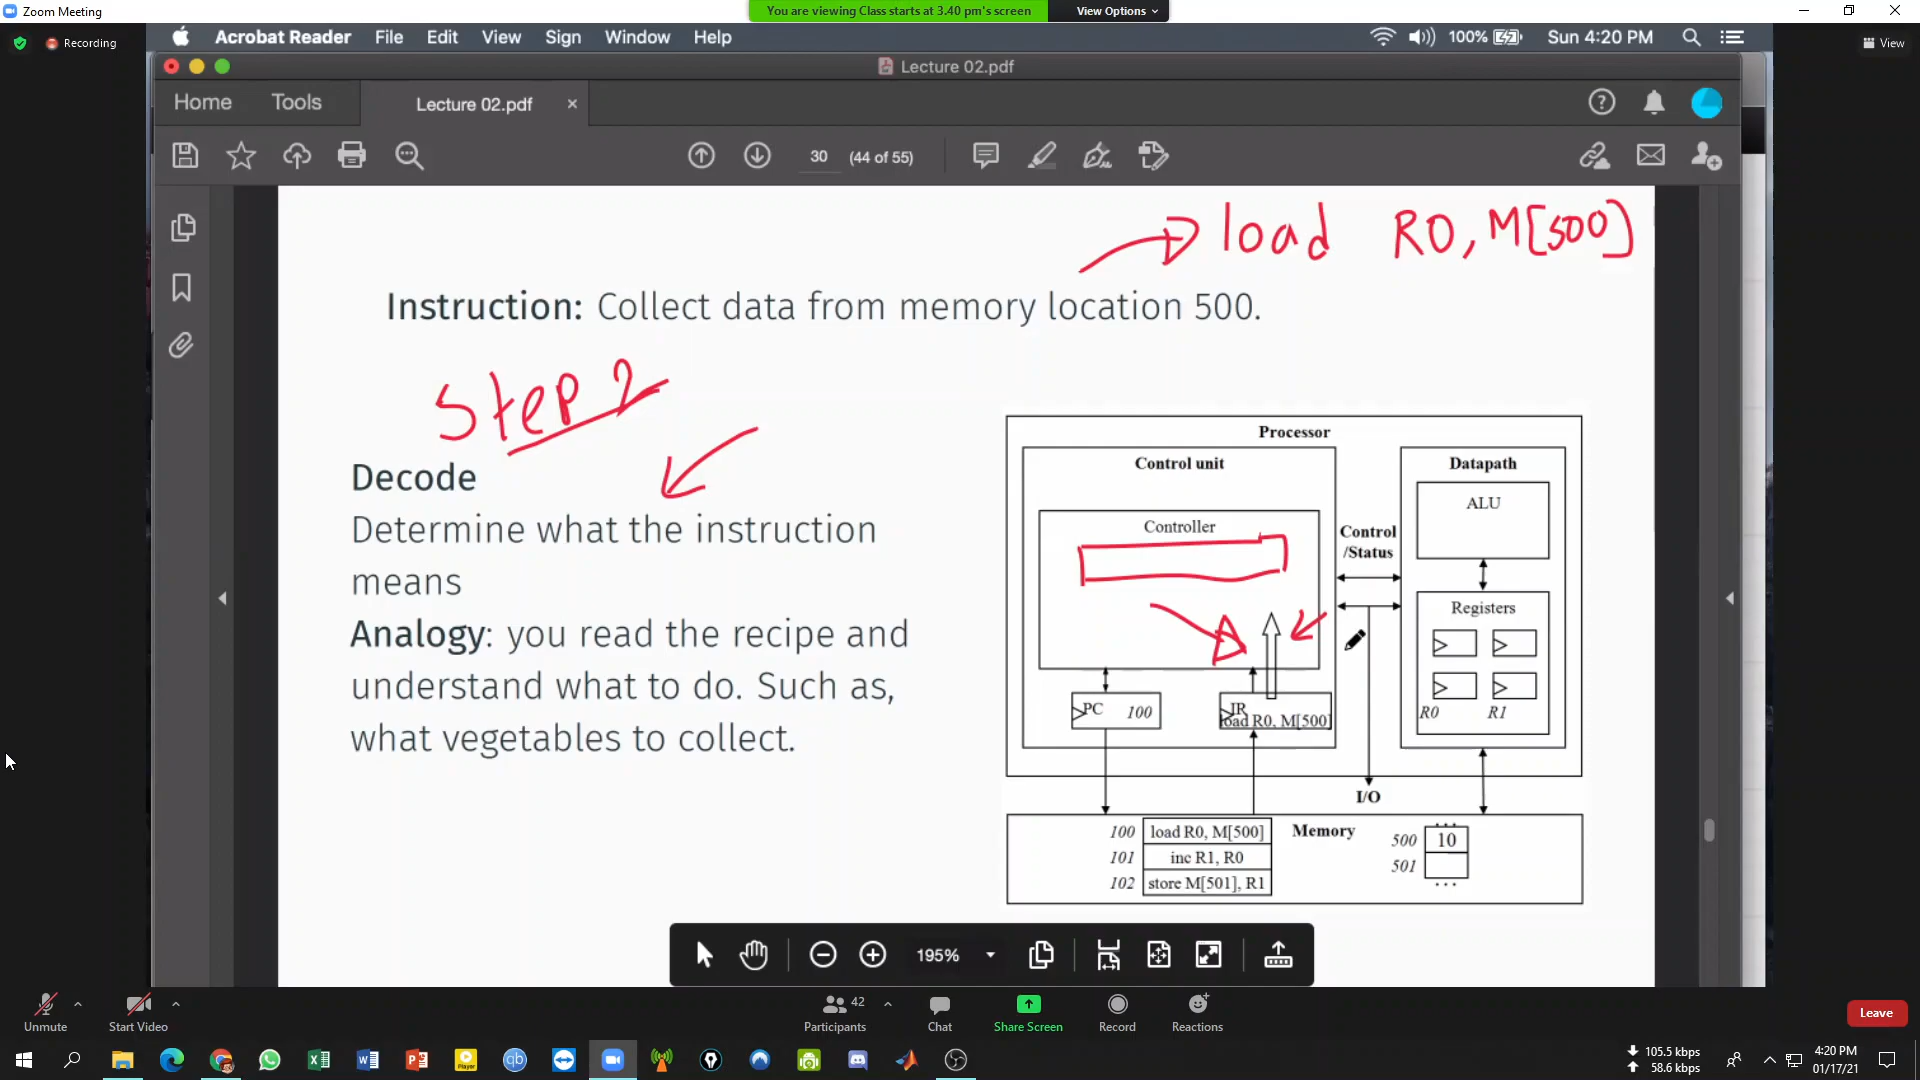 Zoom Meeting
You are viewing Class starts at 3.40 pm's screen
View Options
Recording
Acrobat Reader File Edit View Sign Window Help
100% Sun 4:20 PM
View
Lecture 02.pdf
Home Tools Lecture 02.pdf
30 (44 of 55)
load R0, M[500]
Instruction: Collect data from memory location 500.
Step 2
Decode
Determine what the instruction
means
Analogy: you read the recipe and
understand what to do. Such as,
what vegetables to collect.
Processor
Control unit
Datapath
Controller
ALU
Control
/Status
Registers
PC 100
IR
load R0, M[500]
R0 R1
I/O
Memory
100 load R0, M[500]
101 inc R1, R0
102 store M[501], R1
...
500 10
501
...
195%
Unmute
Start Video
42
Participants
Chat
Share Screen
Record
Reactions
Leave
105.5 kbps
58.6 kbps
4:20 PM
01/17/21